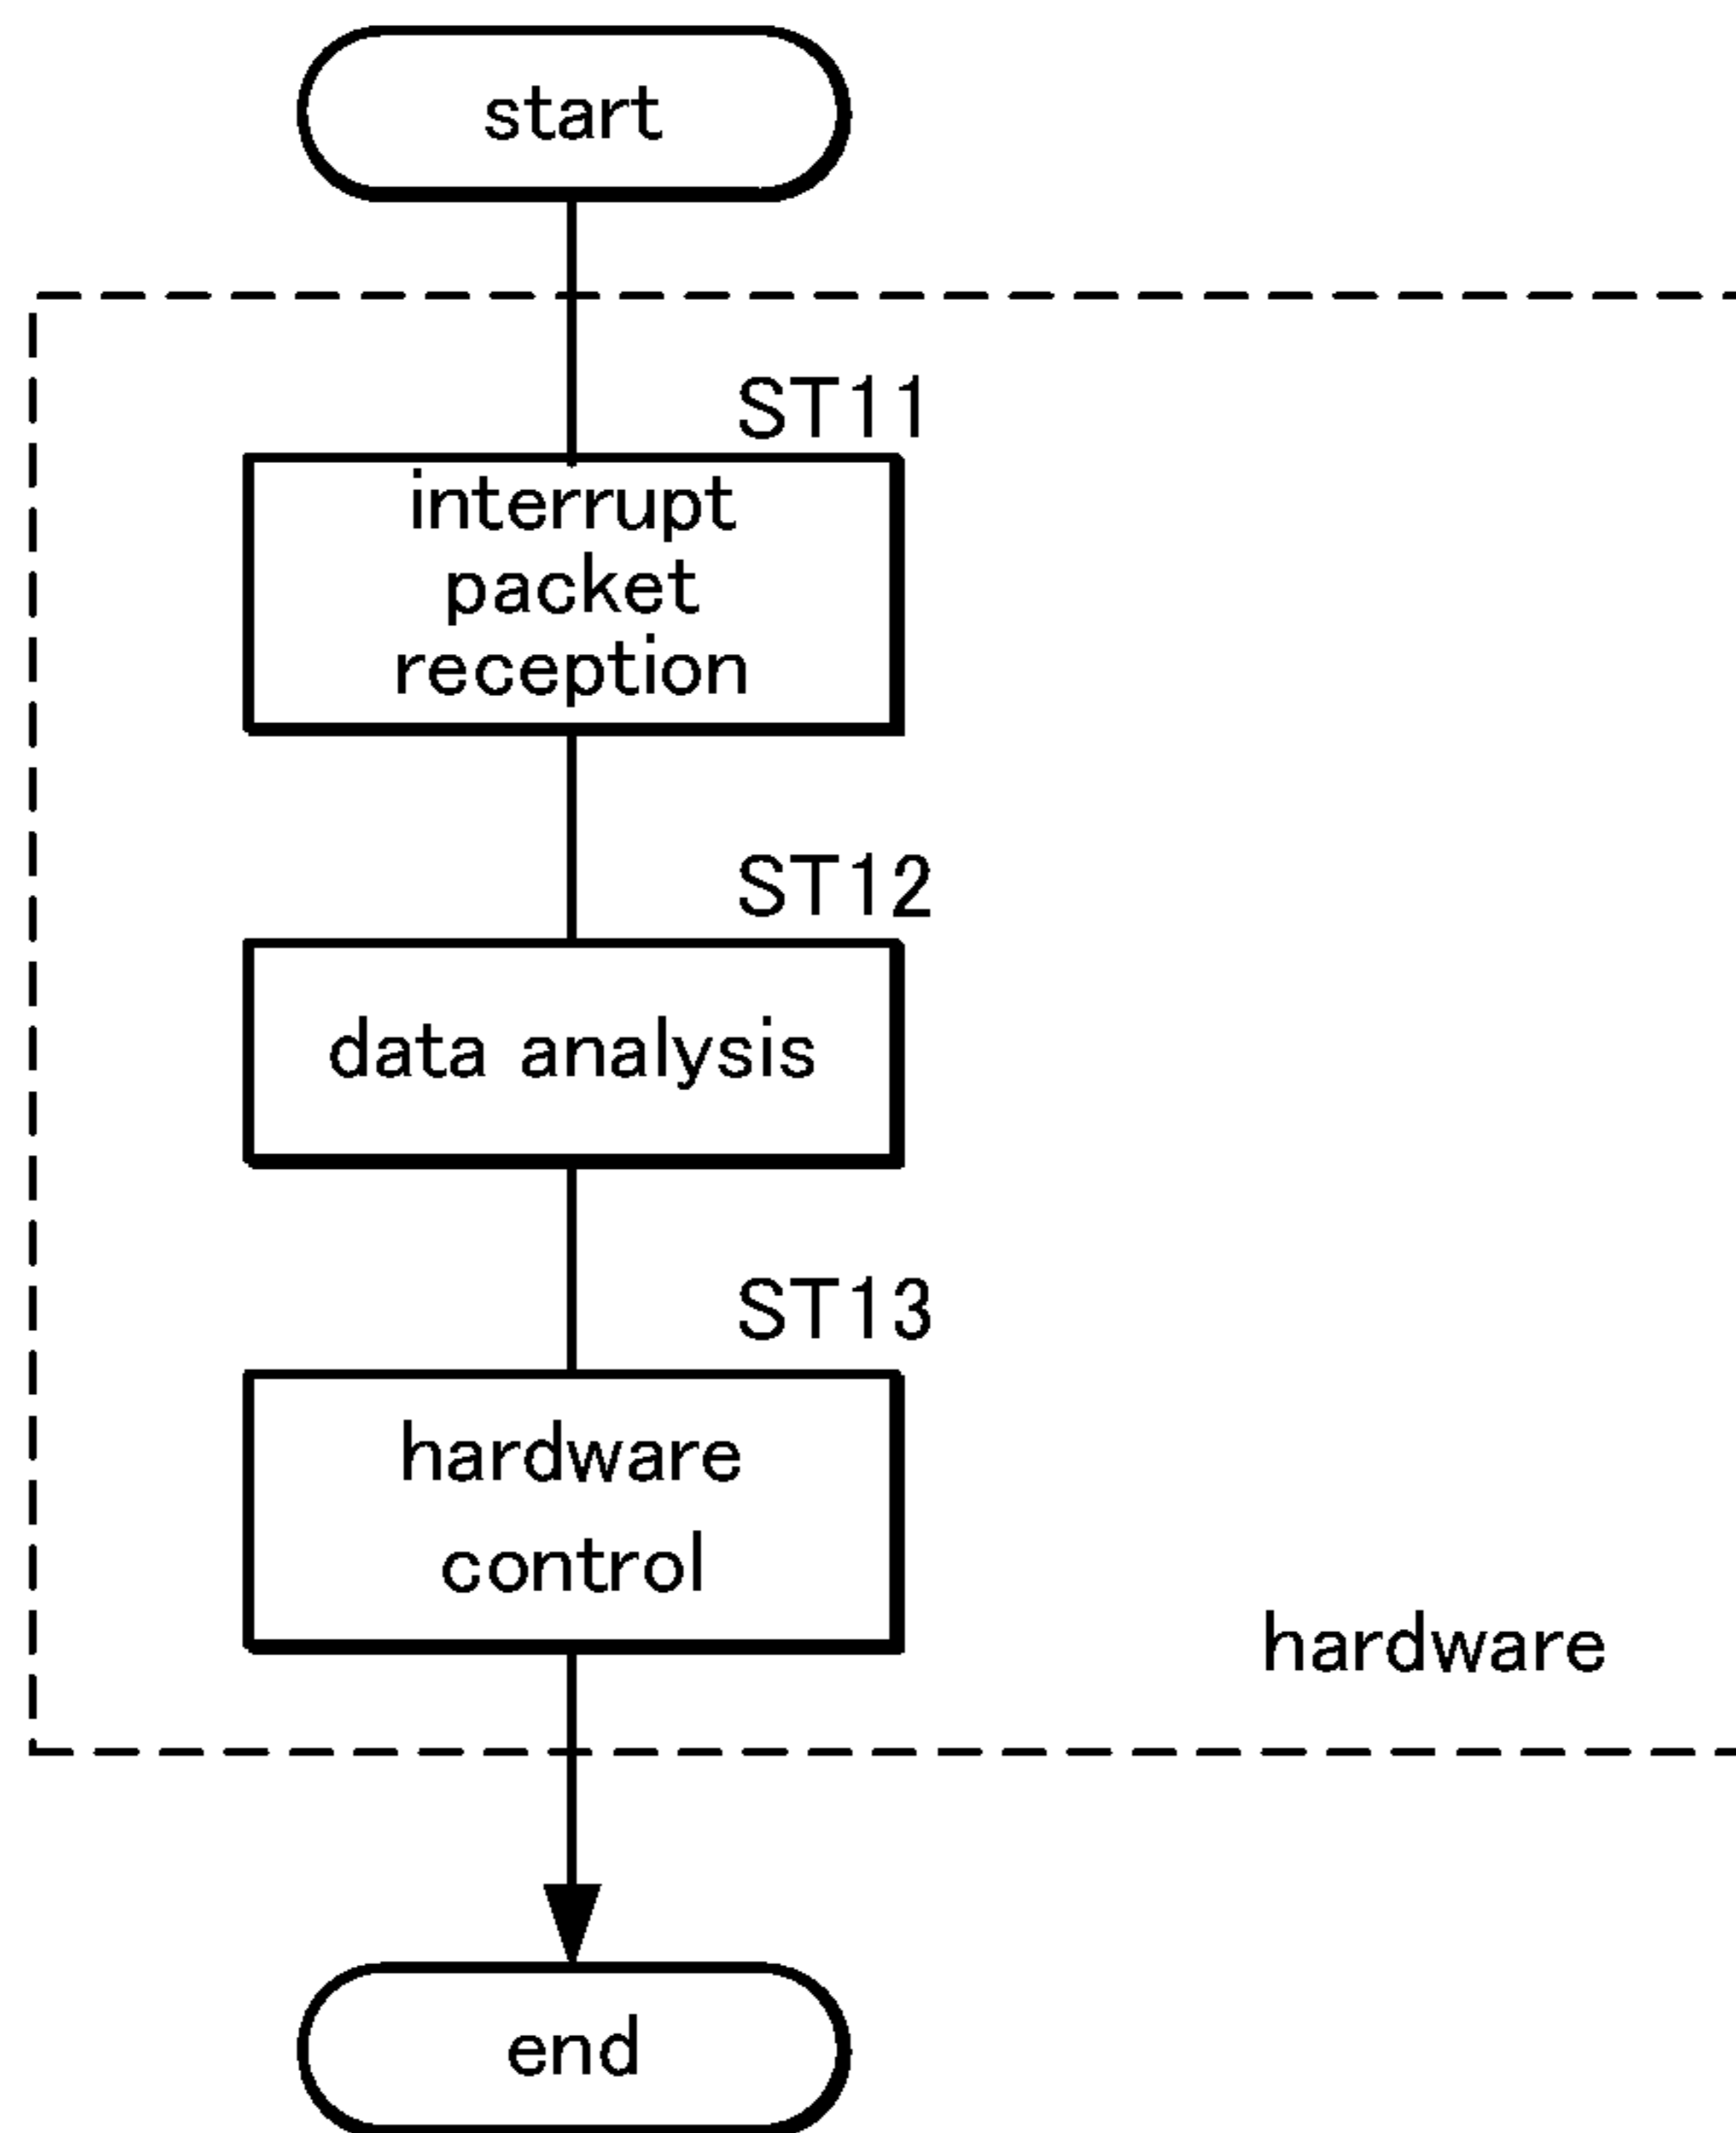 start
ST11
interrupt
packet
reception
ST12
data analysis
ST13
hardware
control
hardware
end